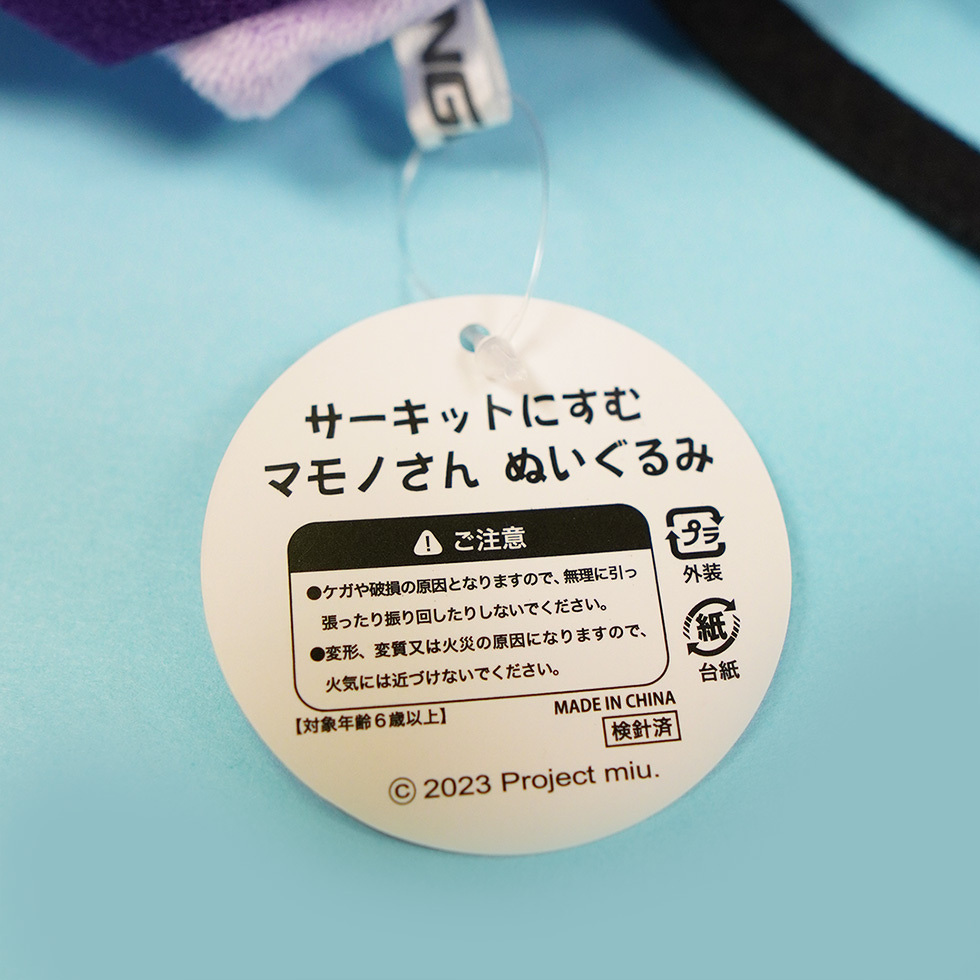 NG
サーキットにすむ
マモノさん ぬいぐるみ
ご注意
●ケガや破損の原因となりますので、無理に引っ
張ったり振り回したりしないでください。
●変形、変質又は火災の原因になりますので、
火気には近づけないでください。
プラ
外装
紙
台紙
【対象年齢6歳以上】
MADE IN CHINA
検針済
© 2023 Project miu.